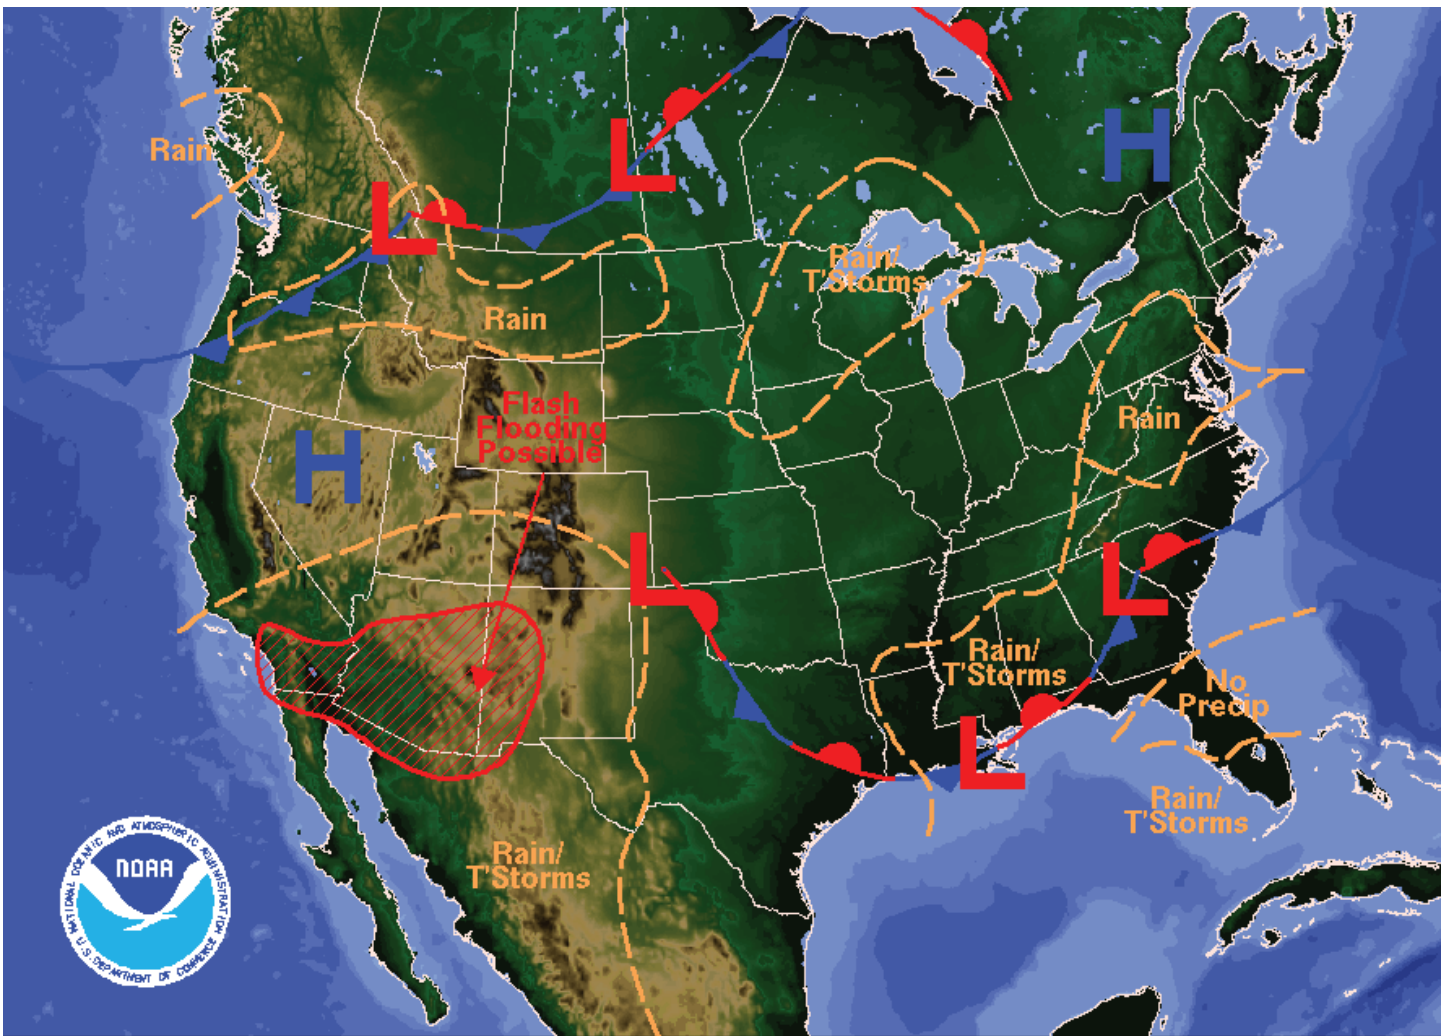 H
L
Rain
L
Rain/
T'Storms
Rain
Flash
Flooding
Possible
Rain
H
L
L
Rain/
T'Storms
No
Precip
L
Rain/
T'Storms
Rain/
T'Storms
NATIONAL OCEANIC AND ATMOSPHERIC ADMINISTRATION
NOAA
U.S. DEPARTMENT OF COMMERCE